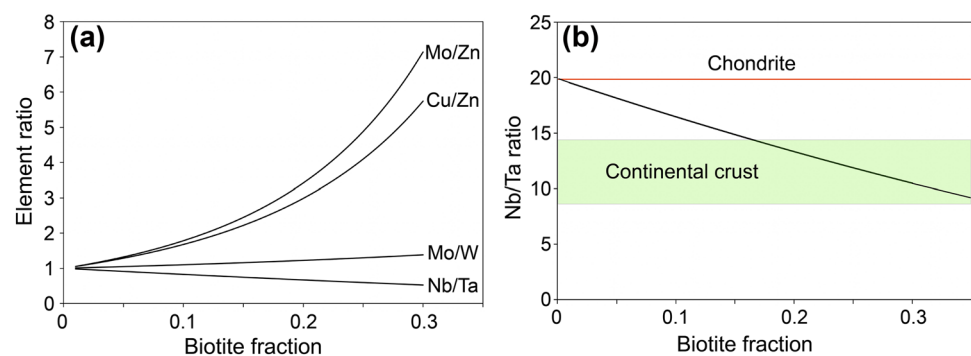 (a)
Element ratio
8
7
6
5
4
3
2
1
0
Mo/Zn
Cu/Zn
Mo/W
Nb/Ta
0 0.1 0.2 0.3
Biotite fraction
(b)
Nb/Ta ratio
25
20
15
10
5
0
Chondrite
Continental crust
0 0.1 0.2 0.3
Biotite fraction